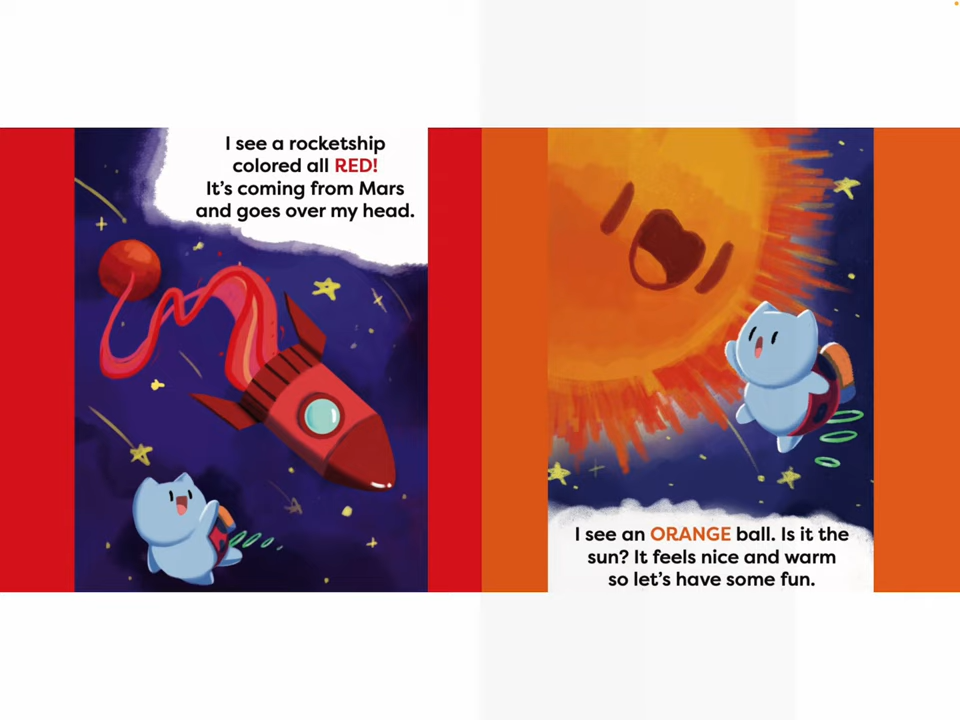 I see a rocketship
colored all RED!
It’s coming from Mars
and goes over my head.
I see an ORANGE ball. Is it the
sun? It feels nice and warm
so let’s have some fun.